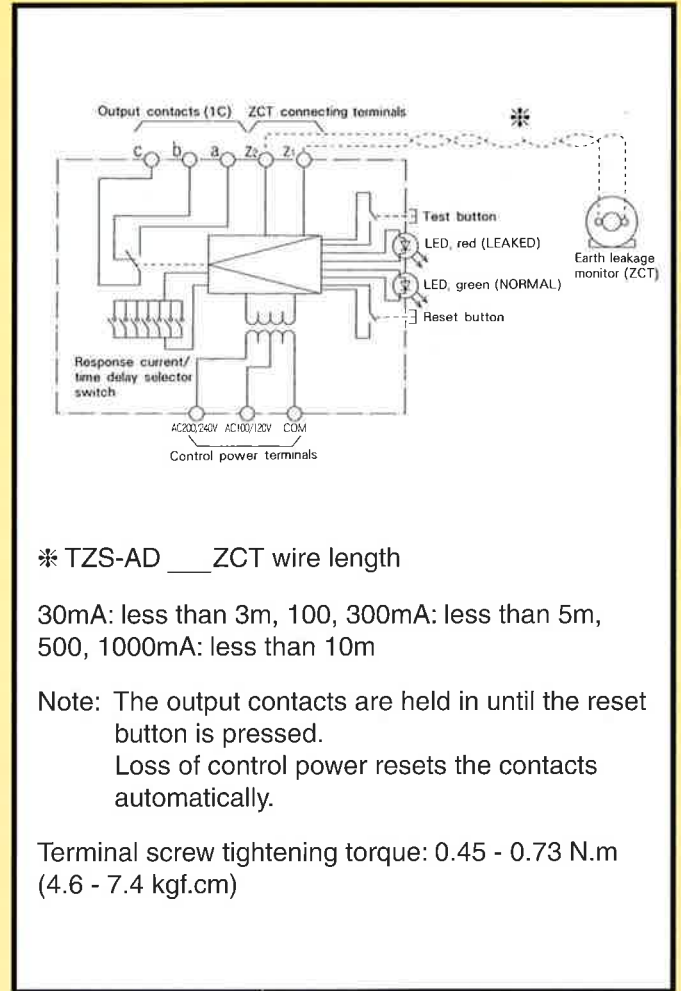 Output contacts (1C) ZCT connecting terminals
❈
c b a Z₂ Z₁
Test button
LED, red (LEAKED)
Earth leakage
monitor (ZCT)
LED, green (NORMAL)
Reset button
Response current/
time delay selector
switch
AC200/240V AC100/120V COM
Control power terminals
❈ TZS-AD ___ZCT wire length
30mA: less than 3m, 100, 300mA: less than 5m,
500, 1000mA: less than 10m
Note: The output contacts are held in until the reset
button is pressed.
Loss of control power resets the contacts
automatically.
Terminal screw tightening torque: 0.45 - 0.73 N.m
(4.6 - 7.4 kgf.cm)